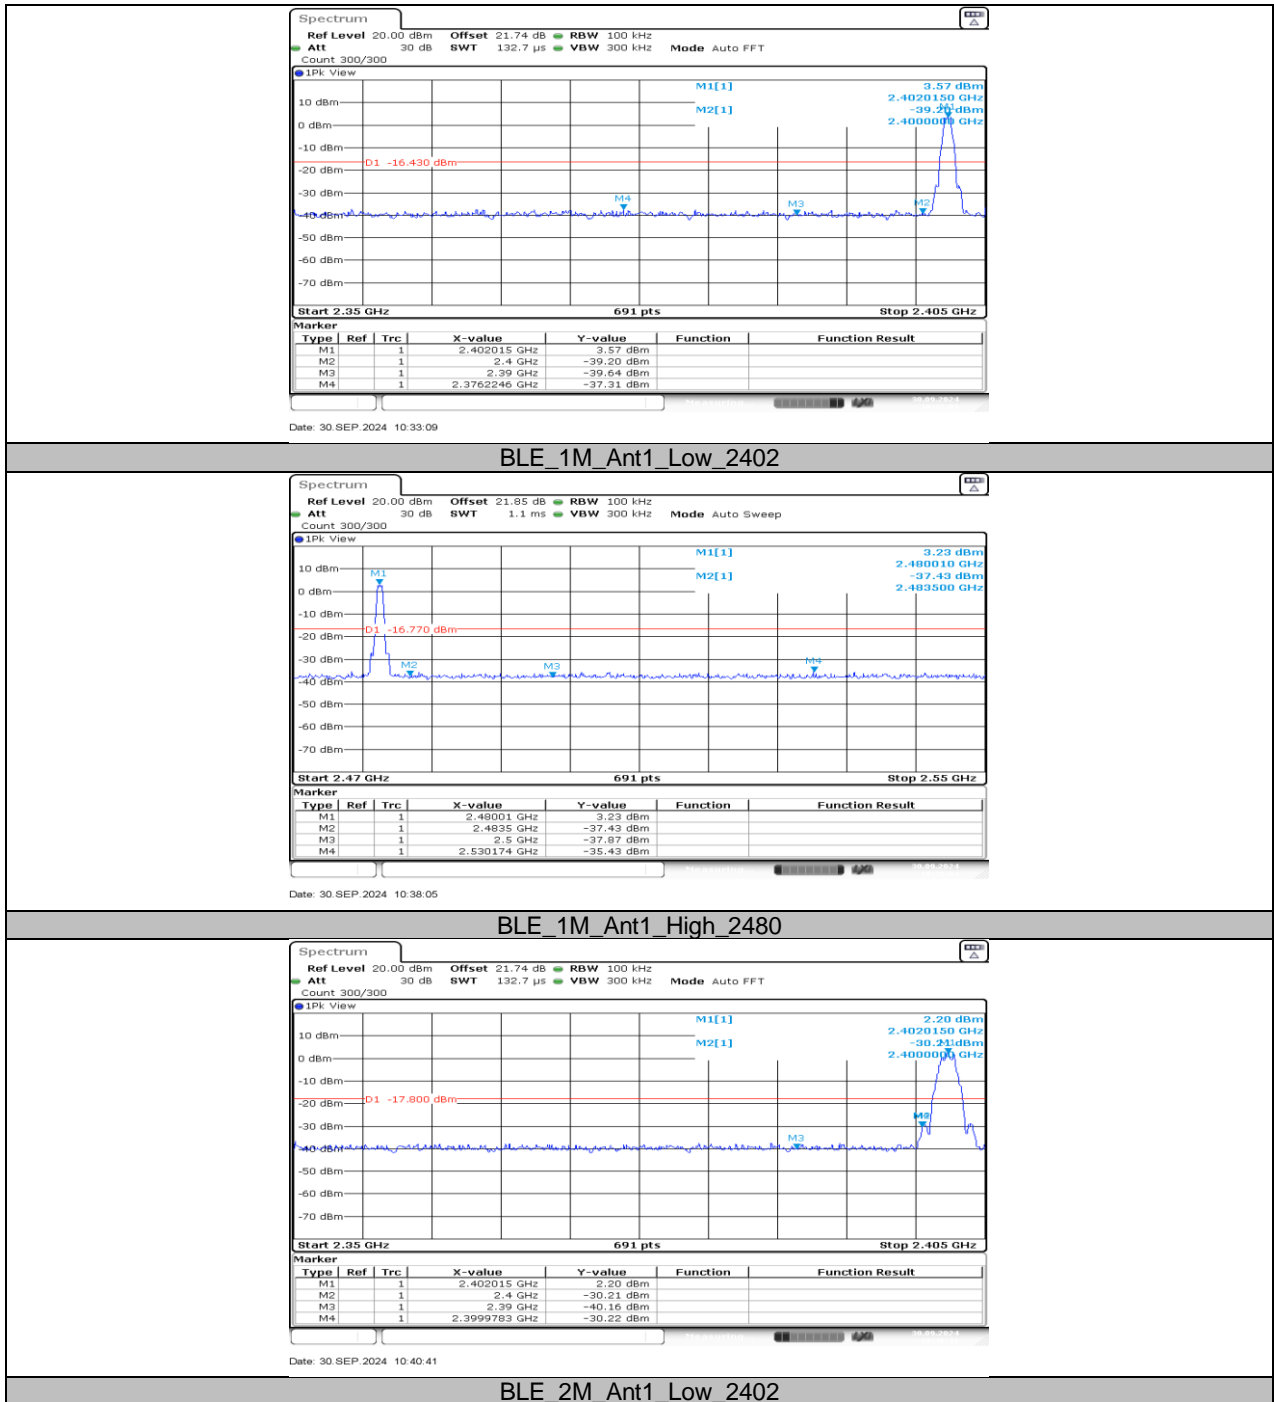 Spectrum
Ref Level 20.00 dBm Offset 21.74 dB RBW 100 kHz
Att 30 dB SWT 132.7 µs VBW 300 kHz Mode Auto FFT
Count 300/300
1Pk View
M1[1] 3.57 dBm
2.4020150 GHz
M2[1] -39.20 dBm
2.4000000 GHz
M1
10 dBm
0 dBm
-10 dBm
D1 -16.430 dBm
-20 dBm
-30 dBm
M4 M3 M2
-40 dBm
-50 dBm
-60 dBm
-70 dBm
Start 2.35 GHz 691 pts Stop 2.405 GHz
Marker
Type Ref Trc X-value Y-value Function Function Result
M1 1 2.402015 GHz 3.57 dBm
M2 1 2.4 GHz -39.20 dBm
M3 1 2.39 GHz -39.64 dBm
M4 1 2.3762246 GHz -37.31 dBm
Date: 30.SEP.2024 10:33:09
BLE_1M_Ant1_Low_2402
Spectrum
Ref Level 20.00 dBm Offset 21.85 dB RBW 100 kHz
Att 30 dB SWT 1.1 ms VBW 300 kHz Mode Auto Sweep
Count 300/300
1Pk View
M1[1] 3.23 dBm
2.480010 GHz
M2[1] -37.43 dBm
2.483500 GHz
10 dBm
M1
0 dBm
-10 dBm
D1 -16.770 dBm
-20 dBm
-30 dBm
M2 M3 M4
-40 dBm
-50 dBm
-60 dBm
-70 dBm
Start 2.47 GHz 691 pts Stop 2.55 GHz
Marker
Type Ref Trc X-value Y-value Function Function Result
M1 1 2.48001 GHz 3.23 dBm
M2 1 2.4835 GHz -37.43 dBm
M3 1 2.5 GHz -37.87 dBm
M4 1 2.530174 GHz -35.43 dBm
Date: 30.SEP.2024 10:38:05
BLE_1M_Ant1_High_2480
Spectrum
Ref Level 20.00 dBm Offset 21.74 dB RBW 100 kHz
Att 30 dB SWT 132.7 µs VBW 300 kHz Mode Auto FFT
Count 300/300
1Pk View
M1[1] 2.20 dBm
2.4020150 GHz
M2[1] -30.21 dBm
2.4000000 GHz
M1
10 dBm
0 dBm
-10 dBm
D1 -17.800 dBm
-20 dBm
-30 dBm
M3
-40 dBm
-50 dBm
-60 dBm
-70 dBm
Start 2.35 GHz 691 pts Stop 2.405 GHz
Marker
Type Ref Trc X-value Y-value Function Function Result
M1 1 2.402015 GHz 2.20 dBm
M2 1 2.4 GHz -30.21 dBm
M3 1 2.39 GHz -40.16 dBm
M4 1 2.3999783 GHz -30.22 dBm
Date: 30.SEP.2024 10:40:41
BLE_2M_Ant1_Low_2402